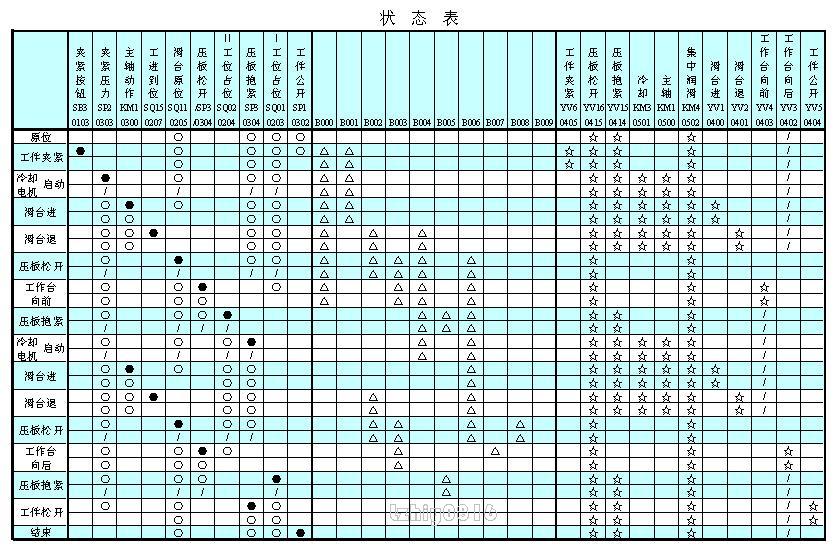 状 态 表
夹紧按钮 SB3 0103
夹紧压力 SP2 0303
主轴动作 KM1 0300
工进到位 SQ15 0207
滑台原位 SQ11 0205
压板松开 /SP3 /0304
II工位占位 SQ02 0204
压板抱紧 SP3 0304
I工位占位 SQ01 0203
工件公开 SP1 0302
B000 B001 B002 B003 B004 B005 B006 B007 B008 B009
工件夹紧 YV6 0405
压板松开 YV16 0415
压板抱紧 YV15 0414
冷却 KM3 0501
主轴 KM1 0500
集中润滑 KM4 0502
滑台进 YV1 0400
滑台退 YV2 0401
工作台向前 YV4 0403
工作台向后 YV3 0402
工件公开 YV5 0404
原位
工件夹紧
冷却电机 启动
滑台进
滑台退
压板松开
工作台
向前
压板抱紧
冷却电机 启动
滑台进
滑台退
压板松开
工作台
向后
压板抱紧
工件松开
结束